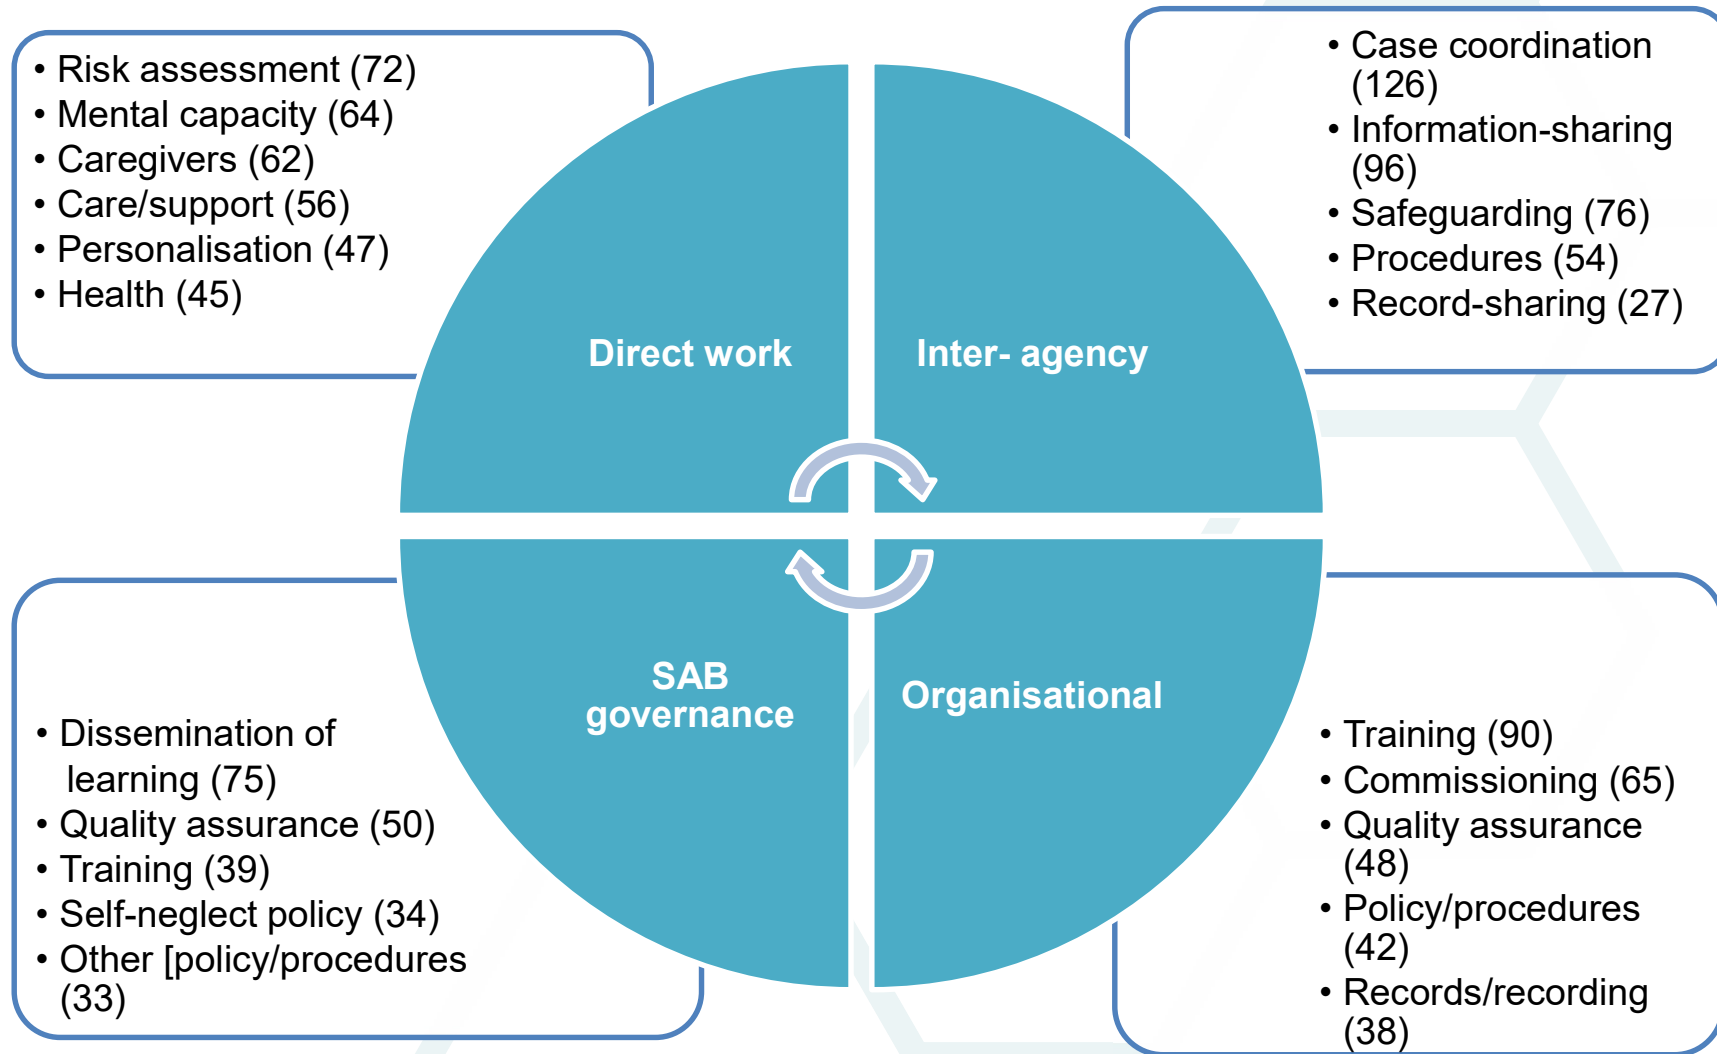 • Risk assessment (72)
• Mental capacity (64)
• Caregivers (62)
• Care/support (56)
• Personalisation (47)
• Health (45)
• Case coordination
(126)
• Information-sharing
(96)
• Safeguarding (76)
• Procedures (54)
• Record-sharing (27)
Direct work
Inter- agency
SAB
governance
Organisational
• Dissemination of
learning (75)
• Quality assurance (50)
• Training (39)
• Self-neglect policy (34)
• Other [policy/procedures
(33)
• Training (90)
• Commissioning (65)
• Quality assurance
(48)
• Policy/procedures
(42)
• Records/recording
(38)